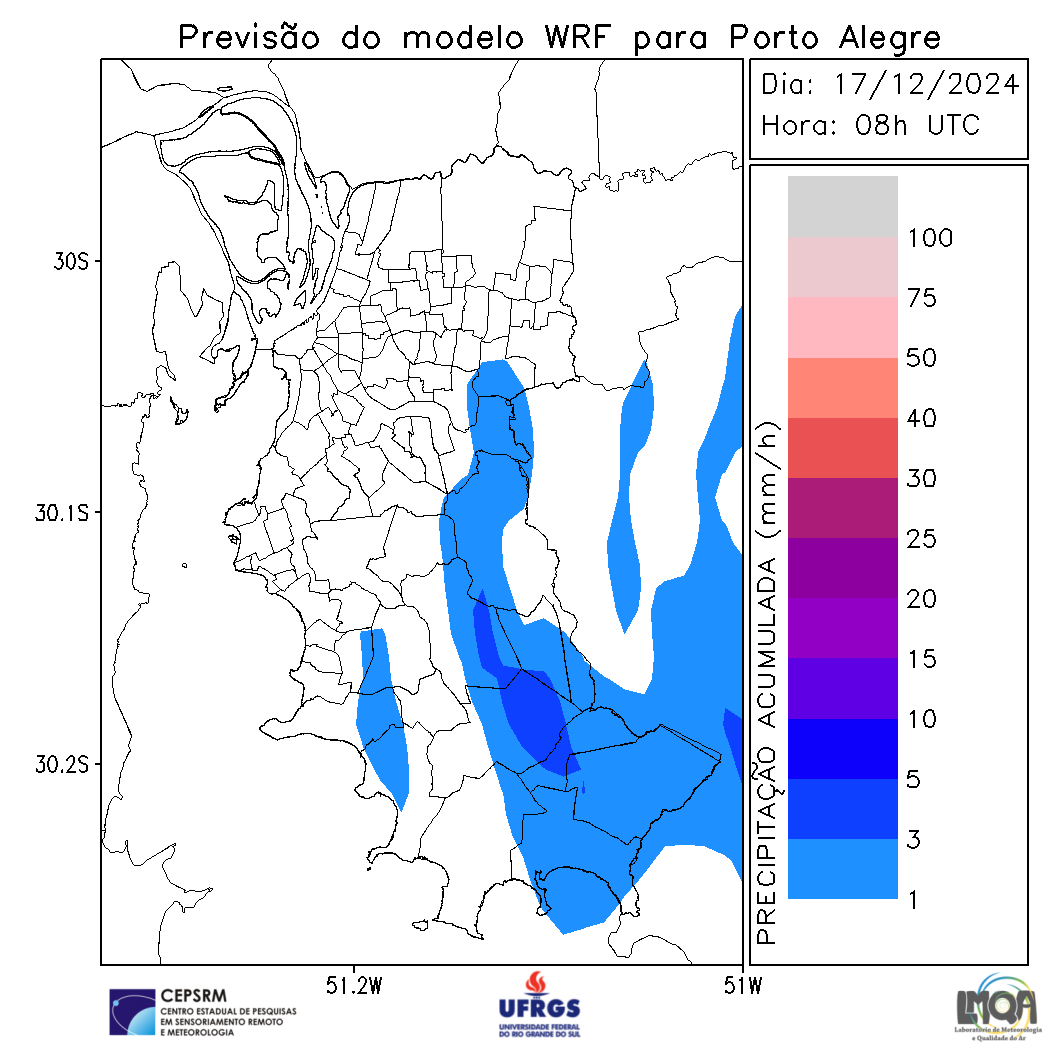 Previsão do modelo WRF para Porto Alegre
Dia: 17/12/2024
Hora: 08h UTC
30S
30.1S
30.2S
51.2W
51W
PRECIPITAÇÃO ACUMULADA (mm/h)
100
75
50
40
30
25
20
15
10
5
3
1
CEPSRM
CENTRO ESTADUAL DE PESQUISAS
EM SENSORIAMENTO REMOTO
E METEOROLOGIA
UFRGS
UNIVERSIDADE FEDERAL
DO RIO GRANDE DO SUL
LMQA
Laboratório de Meteorologia
e Qualidade do Ar